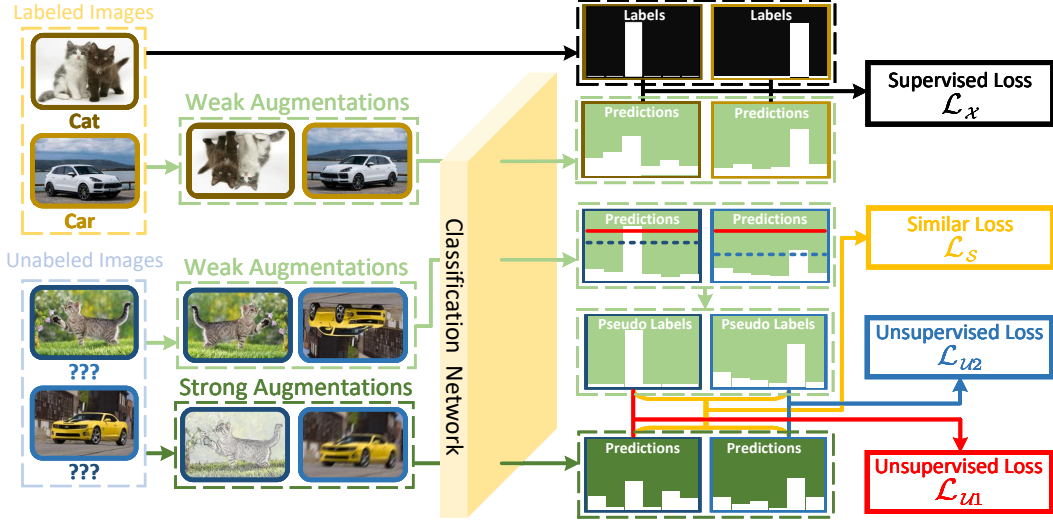 Labeled Images
Cat
Car
Weak Augmentations
Unabeled Images
???
???
Weak Augmentations
Strong Augmentations
Classification Network
Labels
Labels
Predictions
Predictions
Predictions
Predictions
Pseudo Labels
Pseudo Labels
Predictions
Predictions
Supervised Loss
ℒ𝒳
Similar Loss
ℒ𝒮
Unsupervised Loss
ℒ𝒰2
Unsupervised Loss
ℒ𝒰1